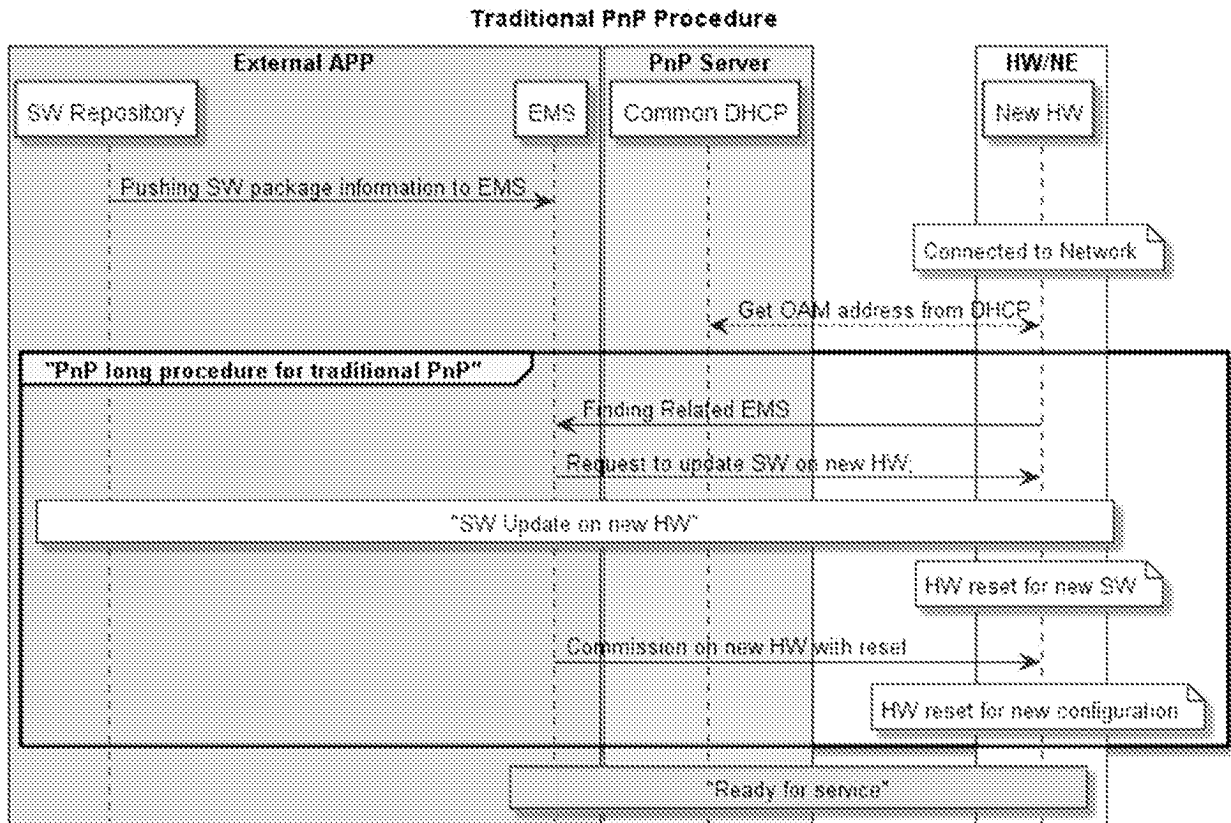 Traditional PnP Procedure
External APP
PnP Server
HW/NE
SW Repository
EMS
Common DHCP
New HW
Pushing SW package information to EMS
Connected to Network
Get OAM address from DHCP
"PnP long procedure for traditional PnP"
Finding Related EMS
Request to update SW on new HW;
"SW Update on new HW"
HW reset for new SW
Commission on new HW with reset
HW reset for new configuration
"Ready for service"